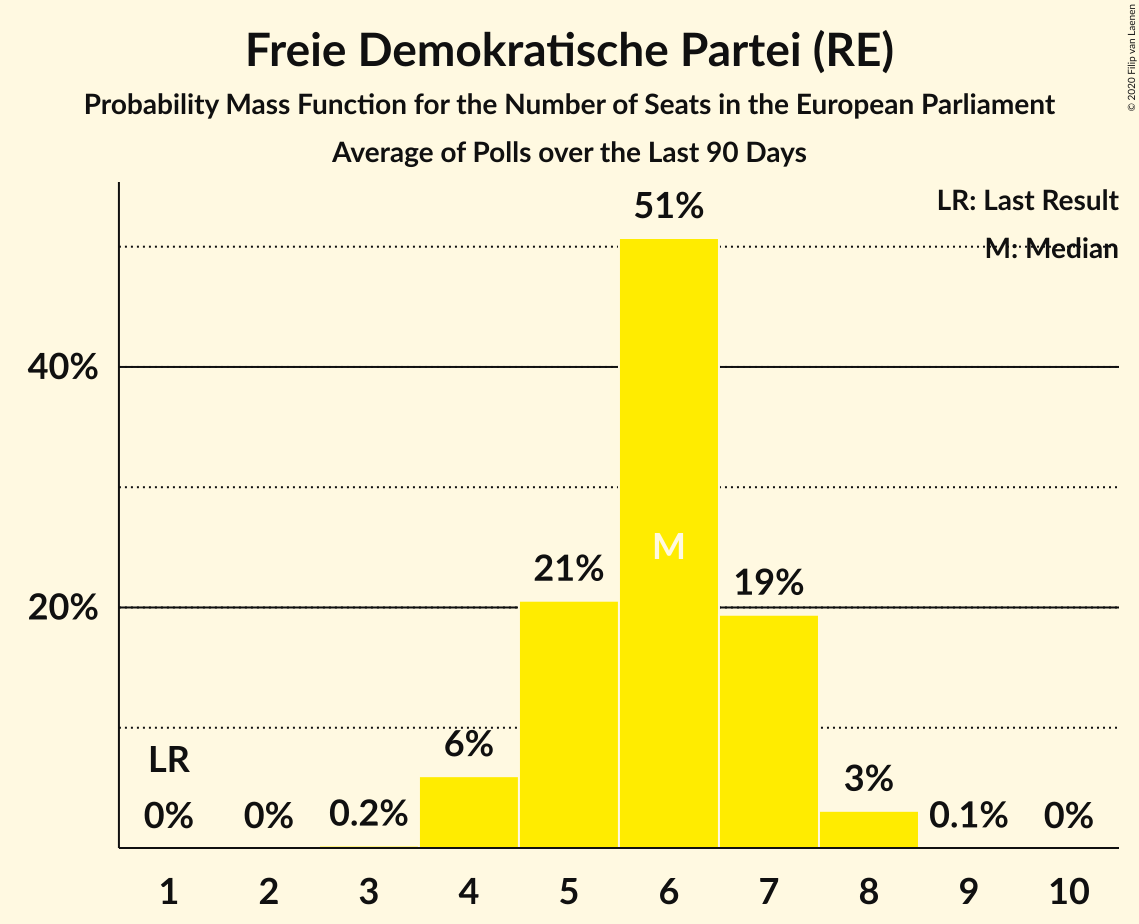 Freie Demokratische Partei (RE)
Probability Mass Function for the Number of Seats in the European Parliament
Average of Polls over the Last 90 Days
© 2020 Filip van Laenen
LR: Last Result
M: Median
51%
40%
M
21%
19%
20%
LR
6%
3%
0%
0%
0.2%
0.1%
0%
1 2 3 4 5 6 7 8 9 10